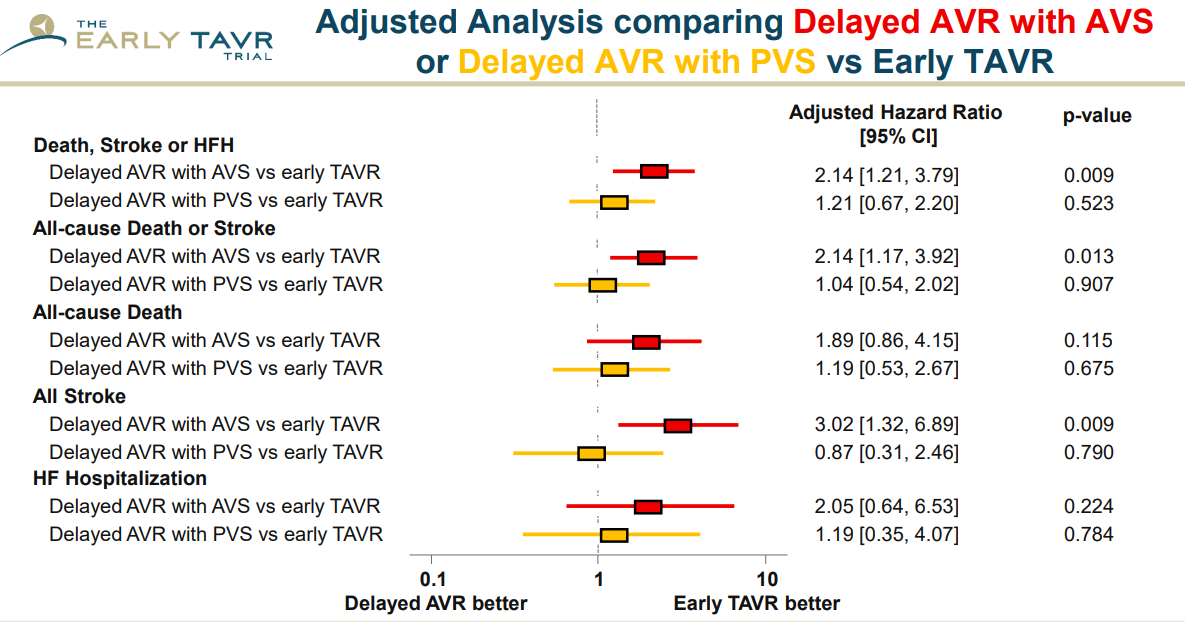 THE
EARLY TAVR
TRIAL
Adjusted Analysis comparing Delayed AVR with AVS
or Delayed AVR with PVS vs Early TAVR
Adjusted Hazard Ratio p-value
[95% CI]
Death, Stroke or HFH
Delayed AVR with AVS vs early TAVR 2.14 [1.21, 3.79] 0.009
Delayed AVR with PVS vs early TAVR 1.21 [0.67, 2.20] 0.523
All-cause Death or Stroke
Delayed AVR with AVS vs early TAVR 2.14 [1.17, 3.92] 0.013
Delayed AVR with PVS vs early TAVR 1.04 [0.54, 2.02] 0.907
All-cause Death
Delayed AVR with AVS vs early TAVR 1.89 [0.86, 4.15] 0.115
Delayed AVR with PVS vs early TAVR 1.19 [0.53, 2.67] 0.675
All Stroke
Delayed AVR with AVS vs early TAVR 3.02 [1.32, 6.89] 0.009
Delayed AVR with PVS vs early TAVR 0.87 [0.31, 2.46] 0.790
HF Hospitalization
Delayed AVR with AVS vs early TAVR 2.05 [0.64, 6.53] 0.224
Delayed AVR with PVS vs early TAVR 1.19 [0.35, 4.07] 0.784
0.1 1 10
Delayed AVR better Early TAVR better